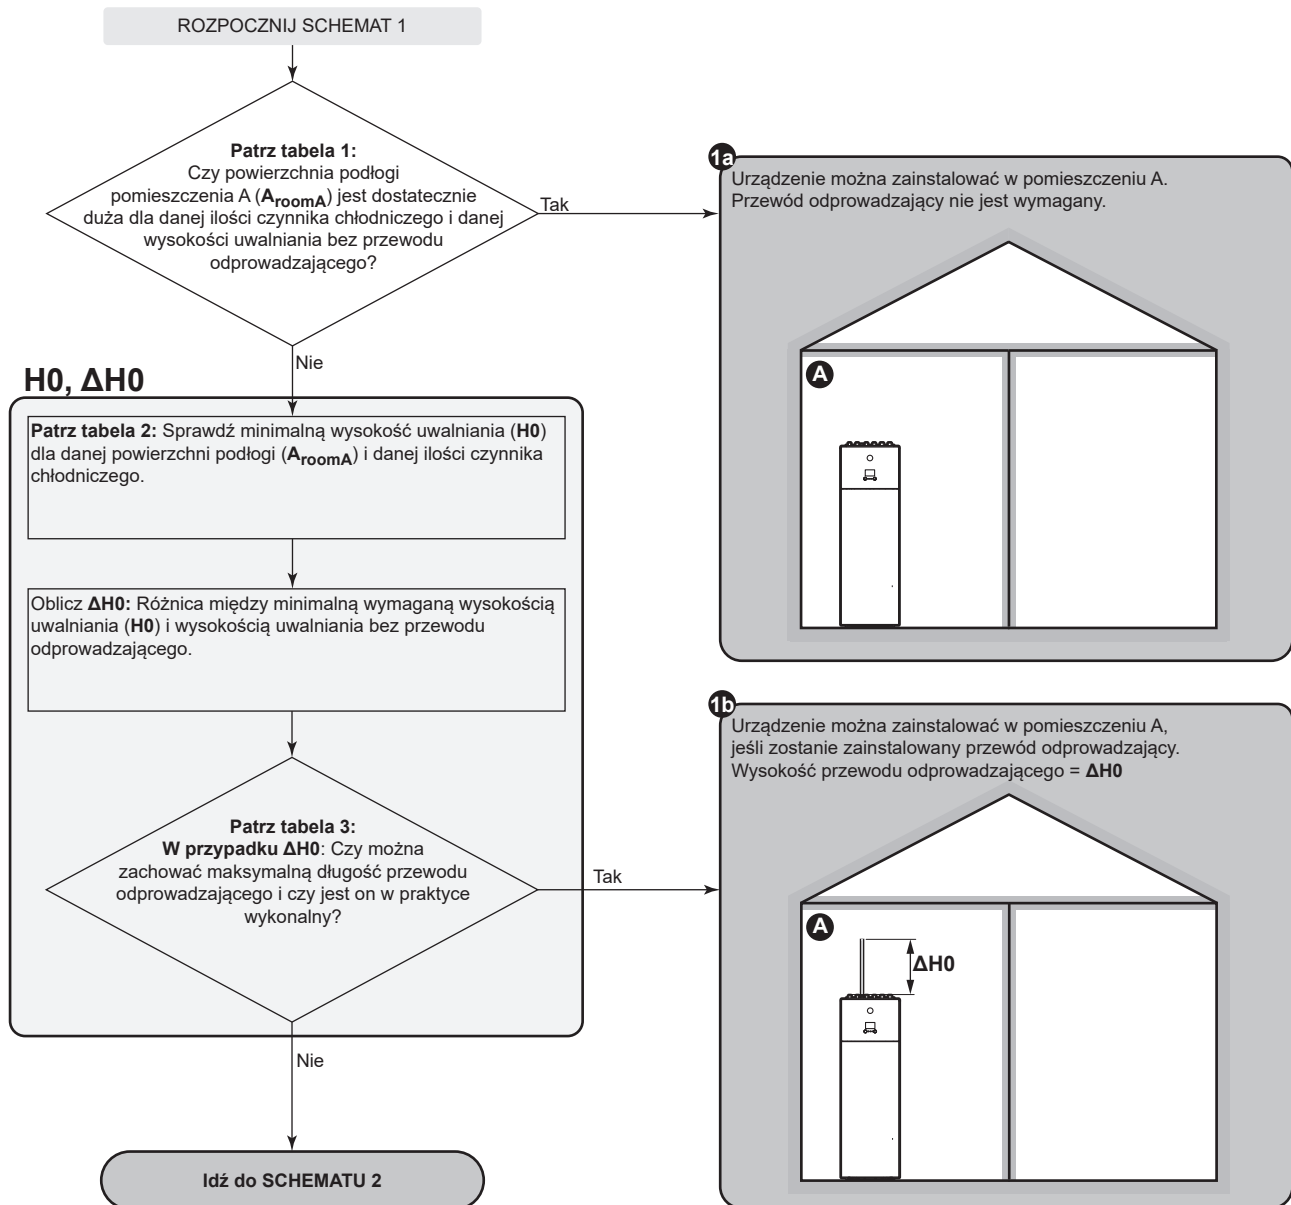 ROZPOCZNIJ SCHEMAT 1
Patrz tabela 1:
Czy powierzchnia podłogi
pomieszczenia A (AroomA) jest dostatecznie
duża dla danej ilości czynnika chłodniczego i danej
wysokości uwalniania bez przewodu
odprowadzającego?
Tak
Nie
1a
Urządzenie można zainstalować w pomieszczeniu A.
Przewód odprowadzający nie jest wymagany.
A
H0, ΔH0
Patrz tabela 2: Sprawdź minimalną wysokość uwalniania (H0)
dla danej powierzchni podłogi (AroomA) i danej ilości czynnika
chłodniczego.
Oblicz ΔH0: Różnica między minimalną wymaganą wysokością
uwalniania (H0) i wysokością uwalniania bez przewodu
odprowadzającego.
Patrz tabela 3:
W przypadku ΔH0: Czy można
zachować maksymalną długość przewodu
odprowadzającego i czy jest on w praktyce
wykonalny?
Tak
Nie
1b
Urządzenie można zainstalować w pomieszczeniu A,
jeśli zostanie zainstalowany przewód odprowadzający.
Wysokość przewodu odprowadzającego = ΔH0
A
ΔH0
Idź do SCHEMATU 2